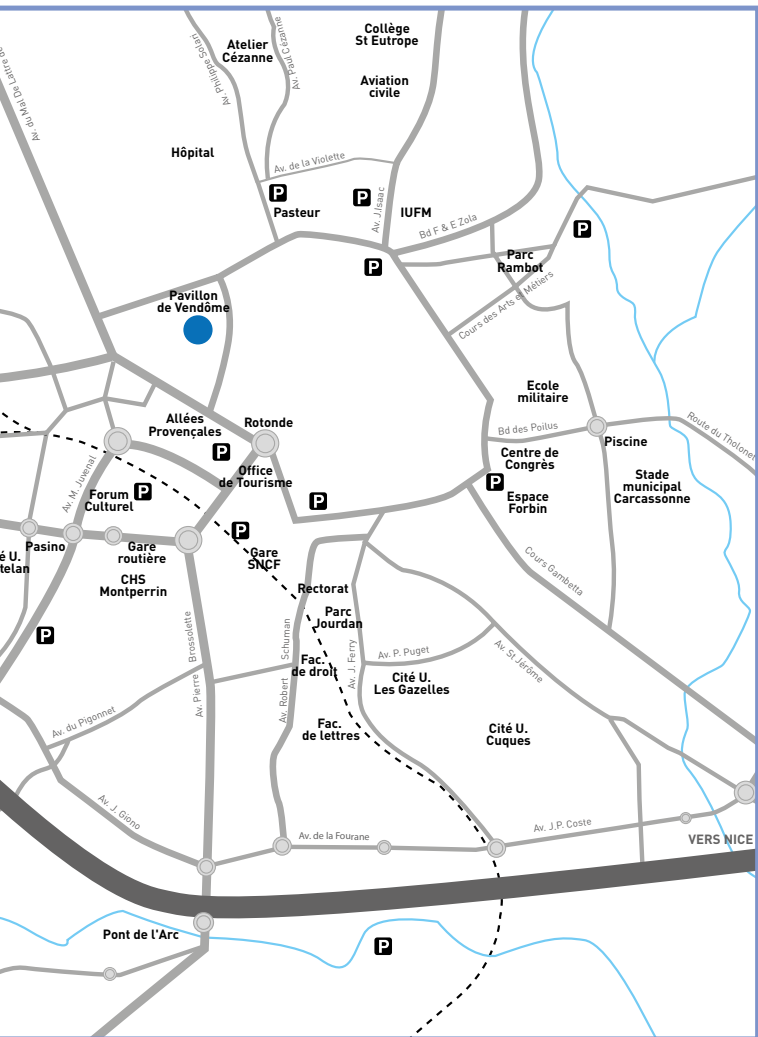 Collège
St Eutrope
Atelier
Cézanne
Av. Philippe Solari
Av. Paul Cézanne
Aviation
civile
Av. du Mal De Lattre de
Hôpital
Av. de la Violette
P
P
Pasteur
Av. J.Isaac
IUFM
Bd F & E Zola
P
P
Parc
Rambot
Cours des Arts et Métiers
Pavillon
de Vendôme
Ecole
militaire
Allées
Provençales
Rotonde
P
Bd des Poilus
Piscine
Route du Tholonet
Centre de
Congrès
Office
de Tourisme
Av. M. Juvenal
Forum
Culturel
P
P
P
Espace
Forbin
Stade
municipal
Carcassonne
P
Pasino
Gare
routière
Gare
SNCF
é U.
telan
CHS
Montperrin
Cours Gambetta
Rectorat
Parc
Jourdan
P
Av. Pierre Brossolette
Av. Robert Schuman
Av. J. Ferry
Av. P. Puget
Av. St Jérôme
Fac.
de droit
Cité U.
Les Gazelles
Av. du Pigonnet
Fac.
de lettres
Cité U.
Cuques
Av. J. Giono
Av. de la Fourane
Av. J.P. Coste
VERS NICE
Pont de l'Arc
P